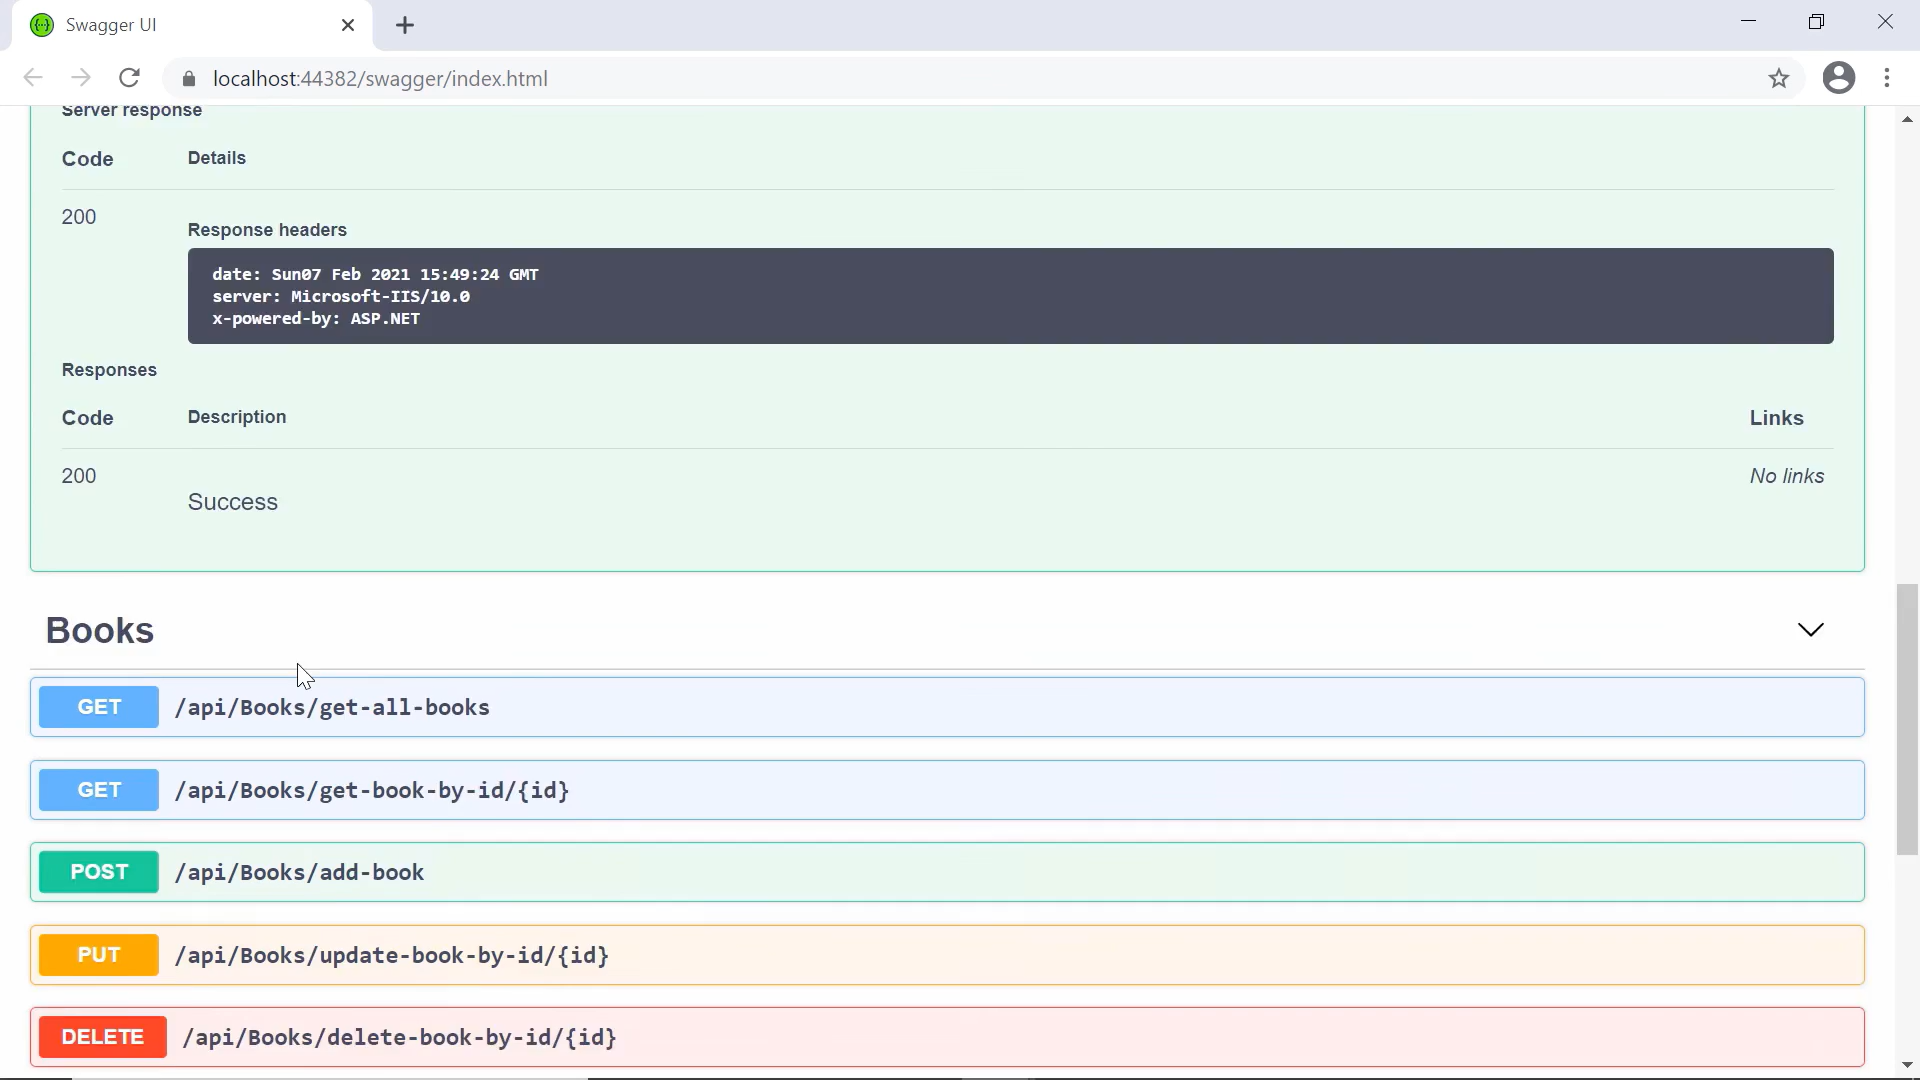 Swagger UI
localhost:44382/swagger/index.html
Server response
Code Details
200
Response headers
date: Sun07 Feb 2021 15:49:24 GMT
server: Microsoft-IIS/10.0
x-powered-by: ASP.NET
Responses
Code Description Links
200 No links
Success
Books
GET /api/Books/get-all-books
GET /api/Books/get-book-by-id/{id}
POST /api/Books/add-book
PUT /api/Books/update-book-by-id/{id}
DELETE /api/Books/delete-book-by-id/{id}